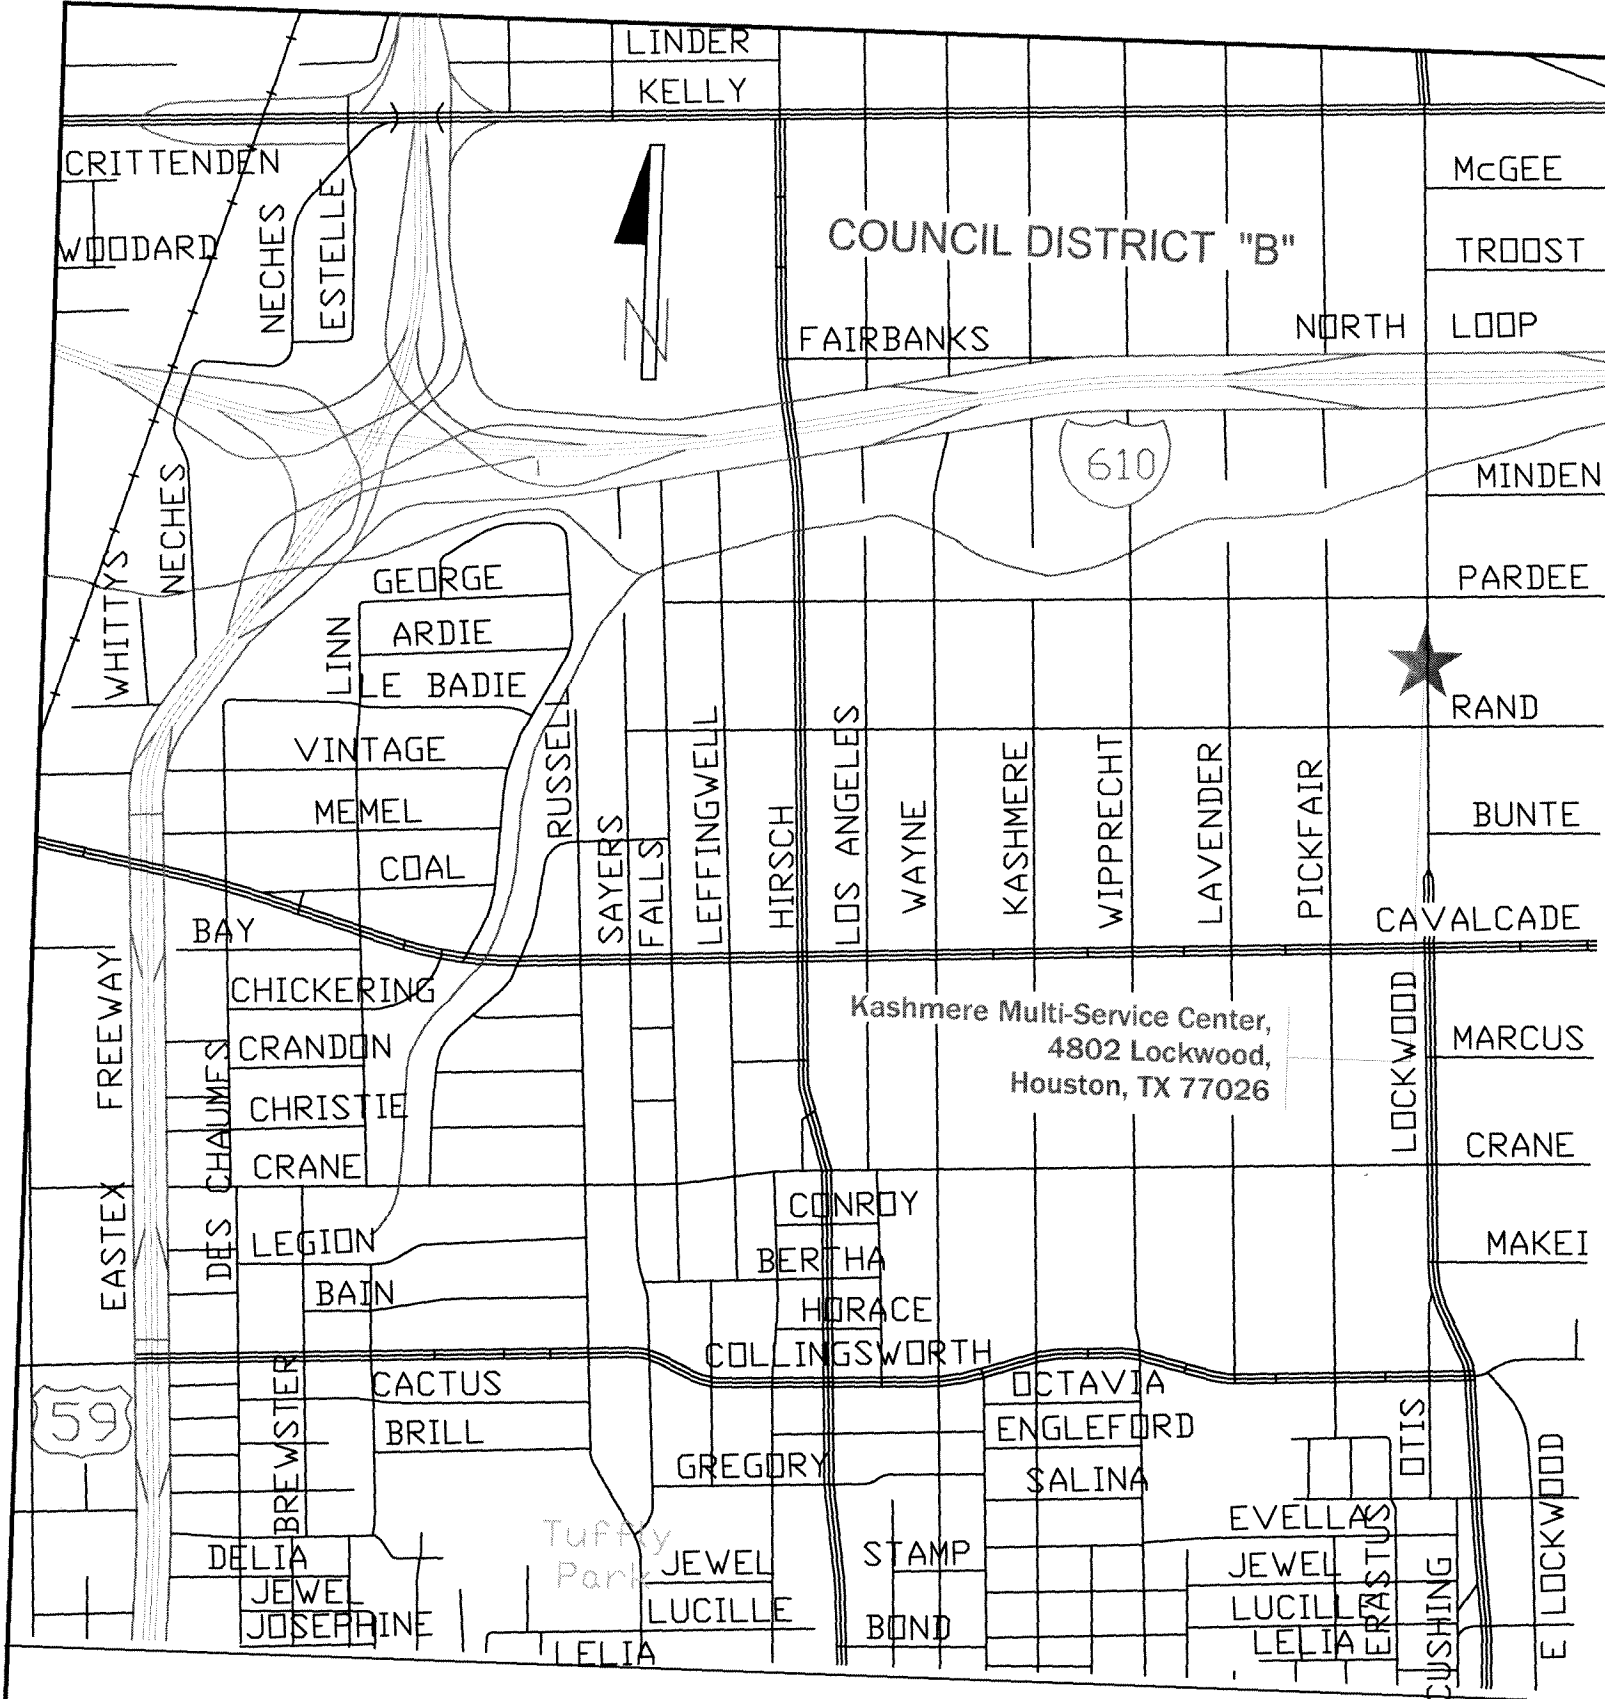 LINDER
KELLY
CRITTENDEN
WOODARD
NECHES
ESTELLE
N
COUNCIL DISTRICT "B"
McGEE
TROOST
FAIRBANKS
NORTH LOOP
610
MINDEN
NECHES
WHITTYS
GEORGE
ARDIE
LINN
LE BADIE
PARDEE
RAND
VINTAGE
MEMEL
COAL
RUSSELL
SAYERS
FALLS
LEFFINGWELL
HIRSCH
LOS ANGELES
WAYNE
KASHMERE
WIPPRECHT
LAVENDER
PICKFAIR
BUNTE
CAVALCADE
BAY
CHICKERING
CRANDON
CHRISTIE
CRANE
EASTEX FREEWAY
DES CHAUMES
Kashmere Multi-Service Center,
4802 Lockwood,
Houston, TX 77026
LOCKWOOD
MARCUS
CRANE
MAKEI
CONROY
BERTHA
HORACE
COLLINGSWORTH
LEGION
BAIN
59
BREWSTER
CACTUS
BRILL
OCTAVIA
ENGLEFORD
SALINA
GREGORY
OTIS
E LOCKWOOD
Tuffly
Park
DELIA
JEWEL
JOSEPHINE
JEWEL
LUCILLE
LELIA
STAMP
BOND
EVELLA
JEWEL
LUCILLE
LELIA
ERASTUS
CUSHING